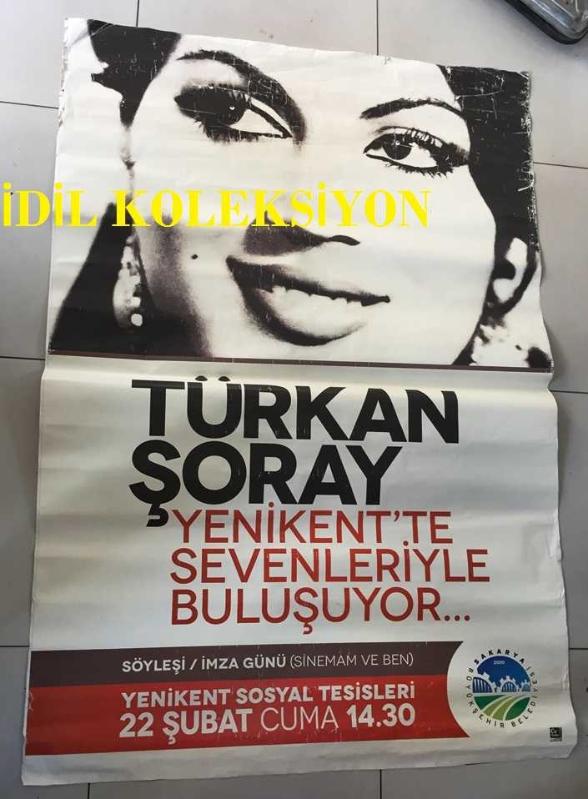 İDİL KOLEKSİYON
TÜRKAN
ŞORAY
YENİKENT'TE
SEVENLERİYLE
BULUŞUYOR...
SÖYLEŞİ / İMZA GÜNÜ (SİNEMAM VE BEN)
YENİKENT SOSYAL TESİSLERİ
22 ŞUBAT CUMA 14.30
SAKARYA
2000
BÜYÜKŞEHİR BELEDİYESİ